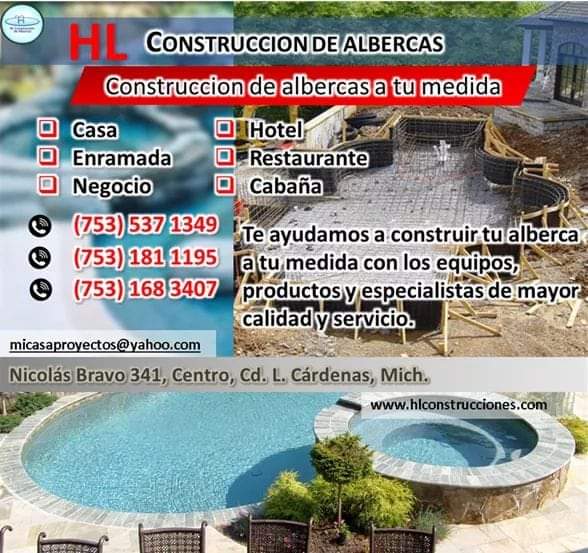 HL CONSTRUCCION DE ALBERCAS
Construccion de albercas a tu medida
Casa
Enramada
Negocio
Hotel
Restaurante
Cabaña
(753) 537 1349
(753) 181 1195
(753) 168 3407
Te ayudamos a construir tu alberca
a tu medida con los equipos,
productos y especialistas de mayor
calidad y servicio.
micasaproyectos@yahoo.com
Nicolás Bravo 341, Centro, Cd. L. Cárdenas, Mich.
www.hlconstrucciones.com